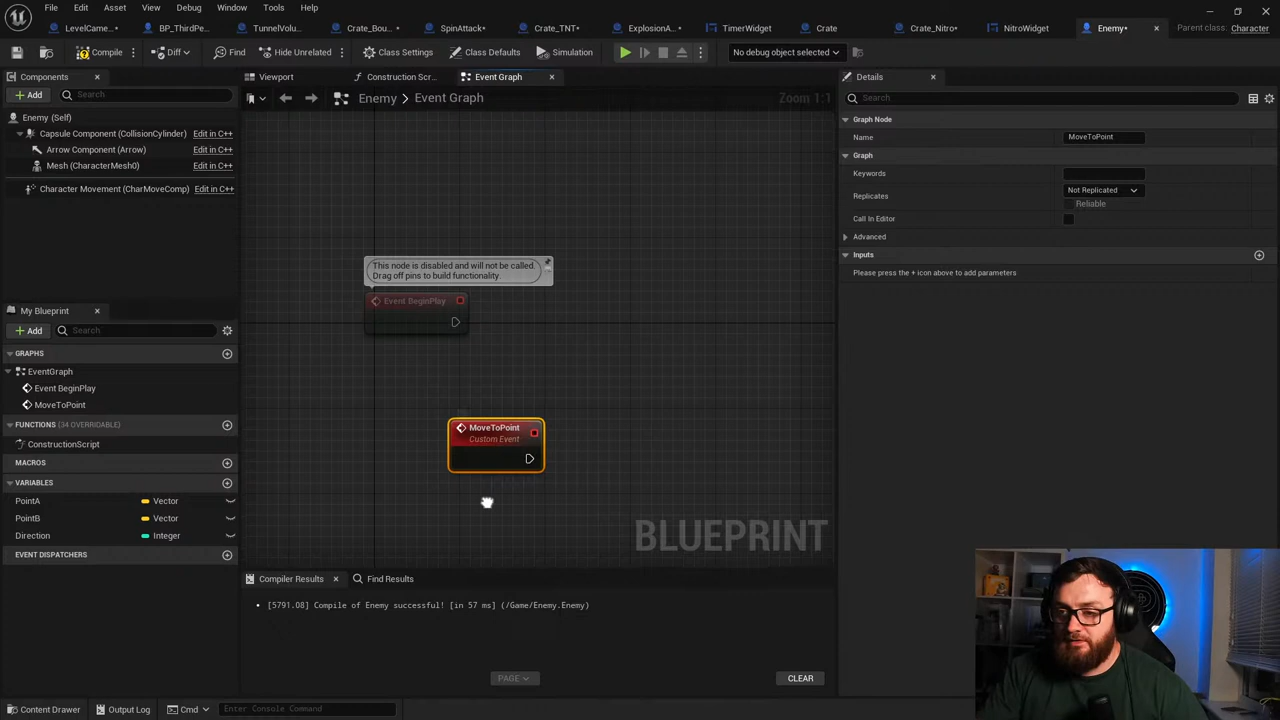 File Edit Asset View Debug Window Tools Help
LevelCame...• BP_ThirdPe... TunnelVolu... Crate_Bou...• SpinAttack• Crate_TNT• ExplosionA... TimerWidget Crate Crate_Nitro• NitroWidget Enemy• Parent class: Character
Compile Diff Find Hide Unrelated Class Settings Class Defaults Simulation No debug object selected
Components
Add Search
Enemy (Self)
Capsule Component (CollisionCylinder) Edit in C++
Arrow Component (Arrow) Edit in C++
Mesh (CharacterMesh0) Edit in C++
Character Movement (CharMoveComp) Edit in C++
My Blueprint
Add Search
GRAPHS
EventGraph
Event BeginPlay
MoveToPoint
FUNCTIONS (34 OVERRIDABLE)
ConstructionScript
MACROS
VARIABLES
PointA Vector
PointB Vector
Direction Integer
EVENT DISPATCHERS
Viewport Construction Scr... Event Graph
Enemy > Event Graph Zoom 1:1
This node is disabled and will not be called.
Drag off pins to build functionality.
Event BeginPlay
MoveToPoint
Custom Event
BLUEPRINT
Compiler Results Find Results
[5791.08] Compile of Enemy successful! [in 57 ms] (/Game/Enemy.Enemy)
PAGE CLEAR
Details
Search
Graph Node
Name MoveToPoint
Graph
Keywords
Replicates Not Replicated
Reliable
Call In Editor
Advanced
Inputs
Please press the + icon above to add parameters
Content Drawer Output Log Cmd Enter Console Command